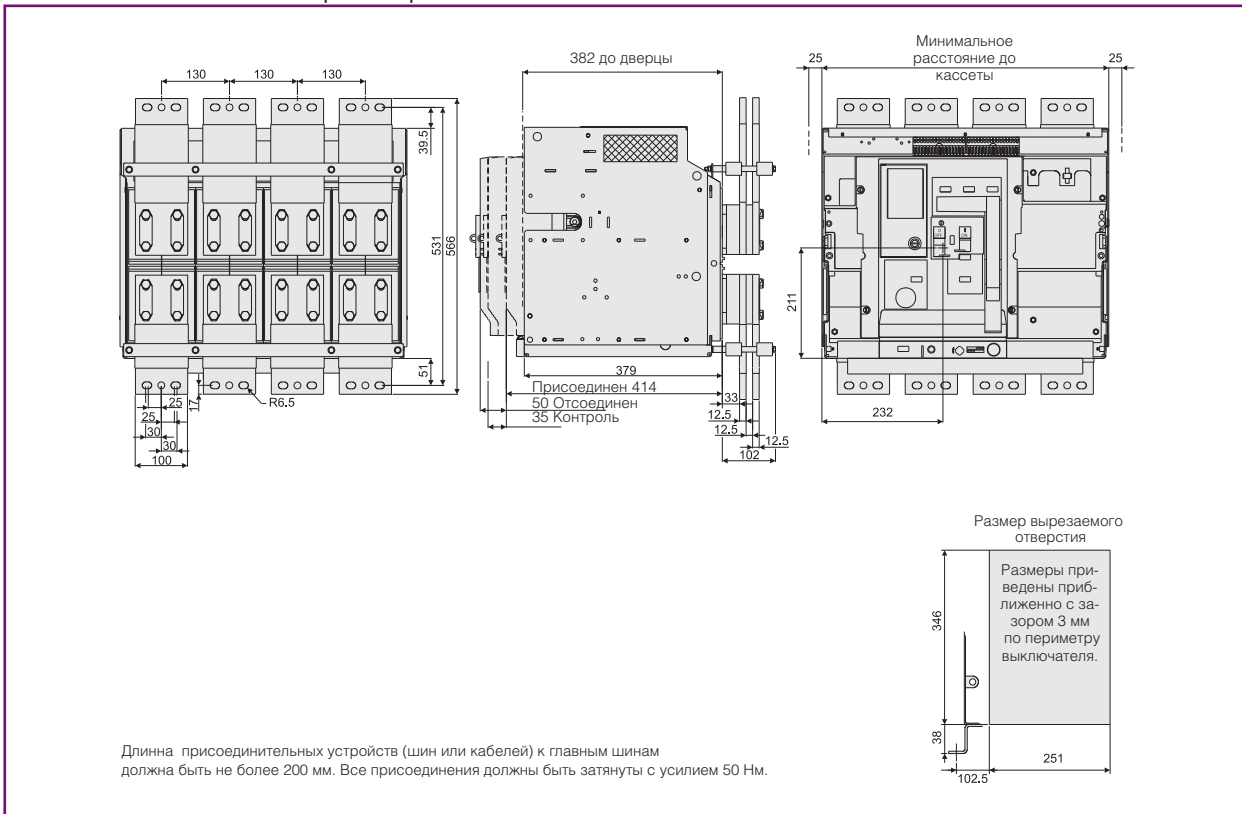 130
130
130
39.5
531
566
51
R6.5
17
25
25
30
30
100
382 до дверцы
379
Присоединен 414
50 Отсоединен
35 Контроль
33
12.5
12.5
12.5
102
Минимальное
расстояние до
кассеты
25
25
211
232
Размер вырезаемого
отверстия
Размеры при-
ведены приб-
лиженно с за-
зором 3 мм
по периметру
выключателя.
346
38
102.5
251
Длинна присоединительных устройств (шин или кабелей) к главным шинам
должна быть не более 200 мм. Все присоединения должны быть затянуты с усилием 50 Нм.